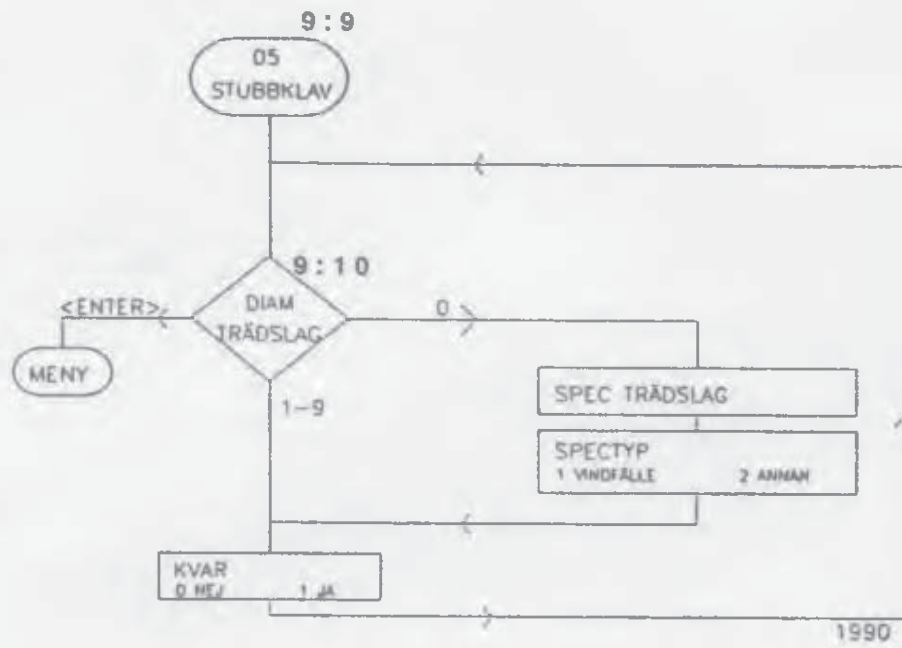 9:9
05
STUBBKLAV
9:10
<ENTER>
DIAM
TRÄDSLAG
0
MENY
1-9
SPEC TRÄDSLAG
SPECTYP
1 VINDFÄLLE 2 ANNAN
KVAR
0 NEJ 1 JA
1990